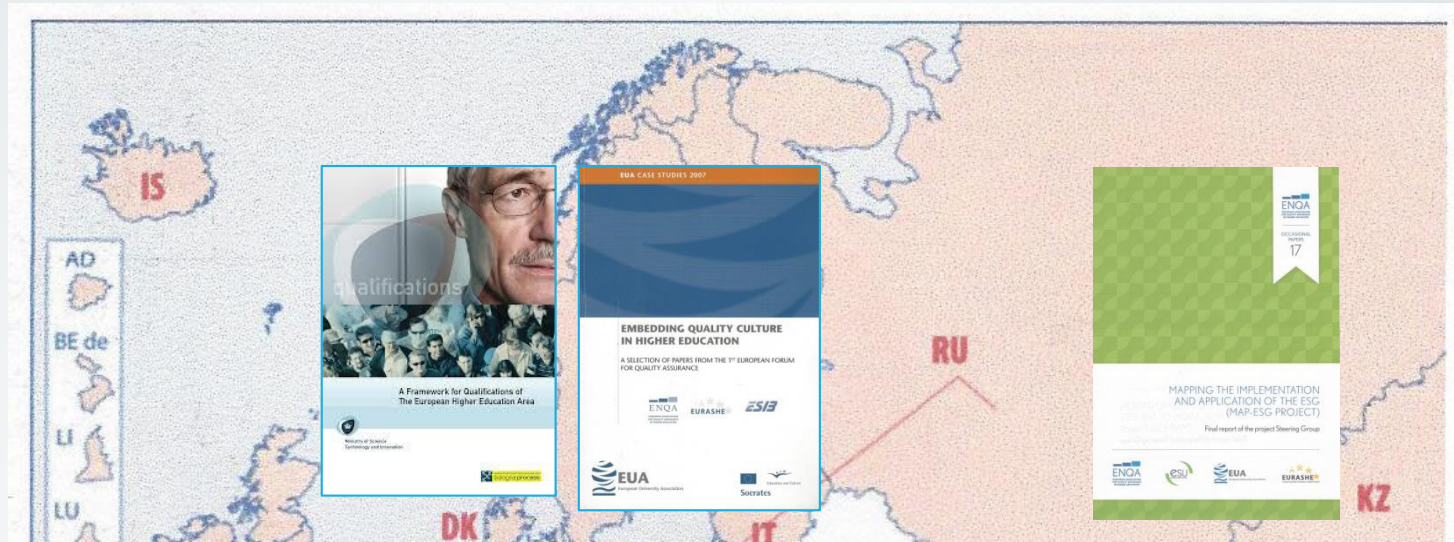 IS
AD
BE de
LI
LU
DK
IT
RU
KZ
qualifications
A Framework for Qualifications of
The European Higher Education Area
Ministry of Science
Technology and Innovation
bologna process
EUA CASE STUDIES 2007
EMBEDDING QUALITY CULTURE
IN HIGHER EDUCATION
A SELECTION OF PAPERS FROM THE 1ST EUROPEAN FORUM
FOR QUALITY ASSURANCE
ENQA
EURASHE
ESIB
EUA
European University Association
Education and Culture
Socrates
ENQA
OCCASIONAL
PAPERS
17
MAPPING THE IMPLEMENTATION
AND APPLICATION OF THE ESG
(MAP-ESG PROJECT)
Final report of the project Steering Group
ENQA
esu
EUA
EURASHE